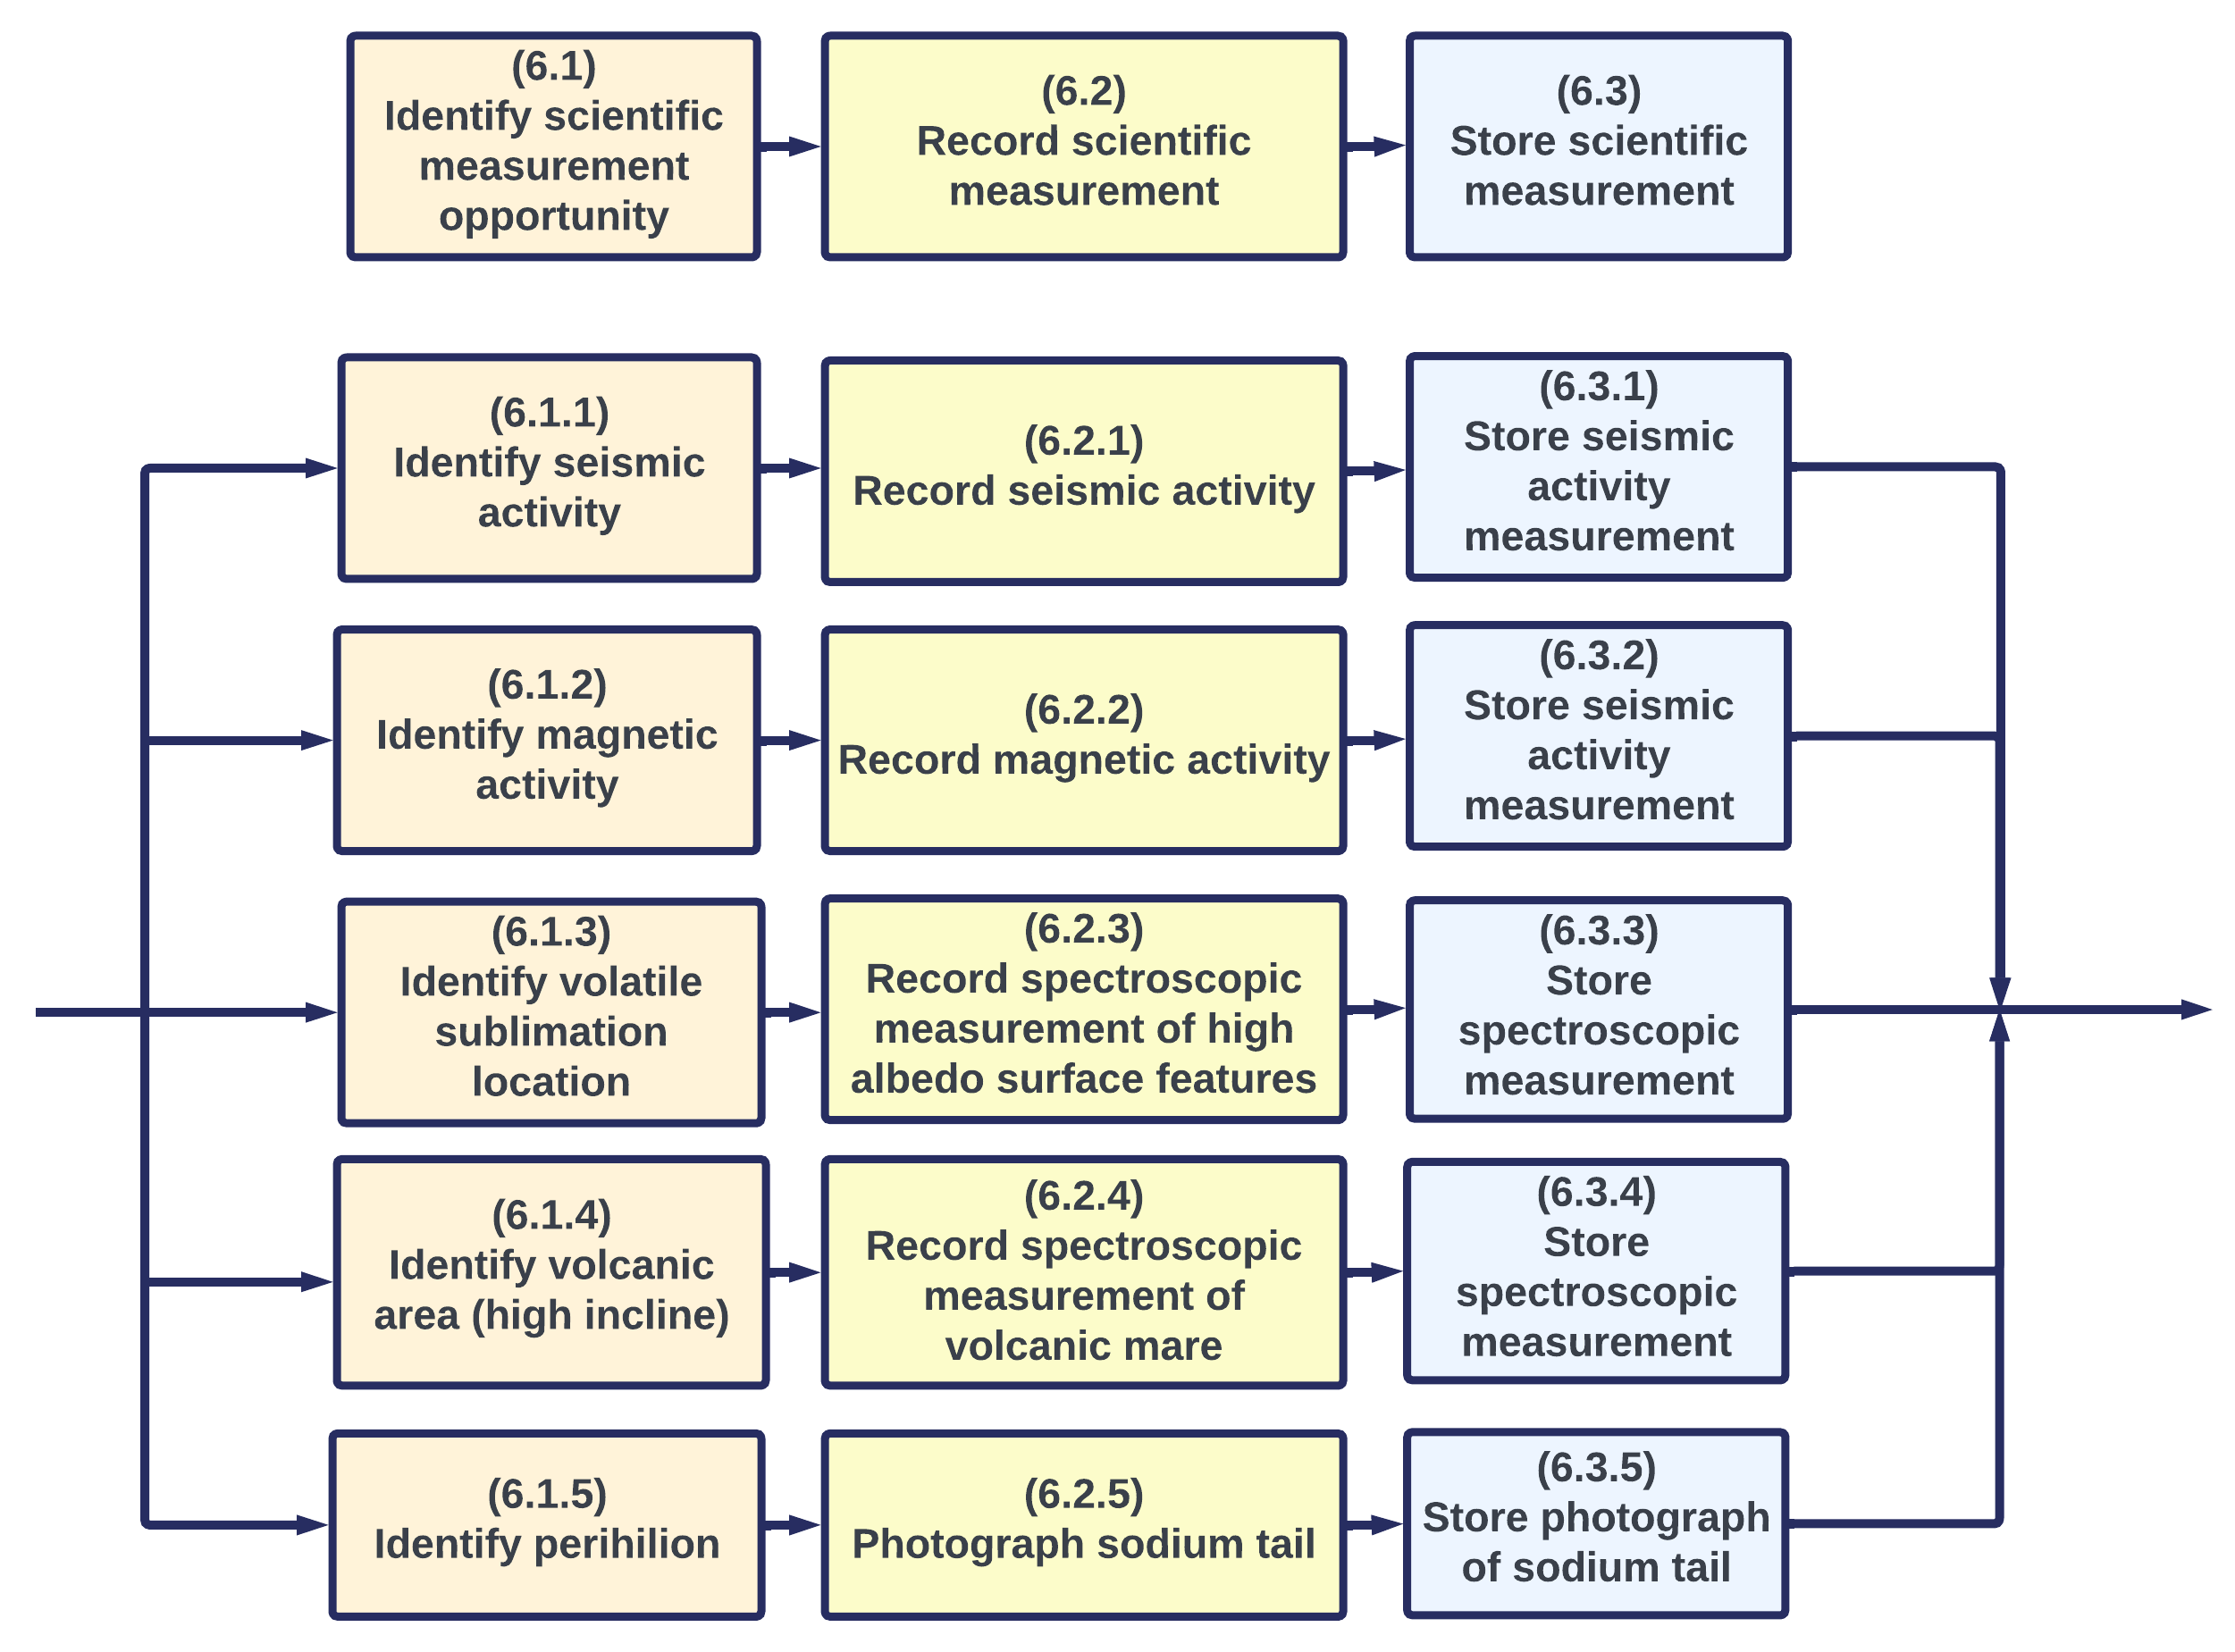 (6.1)
Identify scientific
measurement
opportunity
(6.2)
Record scientific
measurement
(6.3)
Store scientific
measurement
(6.1.1)
Identify seismic
activity
(6.2.1)
Record seismic activity
(6.3.1)
Store seismic
activity
measurement
(6.1.2)
Identify magnetic
activity
(6.2.2)
Record magnetic activity
(6.3.2)
Store seismic
activity
measurement
(6.1.3)
Identify volatile
sublimation
location
(6.2.3)
Record spectroscopic
measurement of high
albedo surface features
(6.3.3)
Store
spectroscopic
measurement
(6.1.4)
Identify volcanic
area (high incline)
(6.2.4)
Record spectroscopic
measurement of
volcanic mare
(6.3.4)
Store
spectroscopic
measurement
(6.1.5)
Identify perihilion
(6.2.5)
Photograph sodium tail
(6.3.5)
Store photograph
of sodium tail